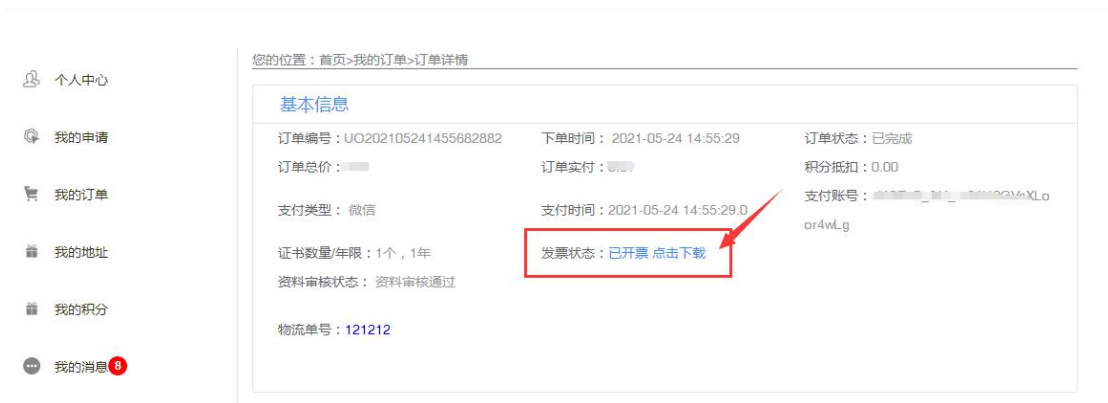 您的位置：首页>我的订单>订单详情
个人中心
我的申请
我的订单
我的地址
我的积分
我的消息 8
基本信息
订单编号：UO202105241455682882 下单时间： 2021-05-24 14:55:29 订单状态：已完成
订单总价： 订单实付： 积分抵扣：0.00
支付类型： 微信 支付时间：2021-05-24 14:55:29.0 支付账号：
or4wLg
证书数量/年限：1个，1年 发票状态：已开票 点击下载
资料审核状态： 资料审核通过
物流单号：121212